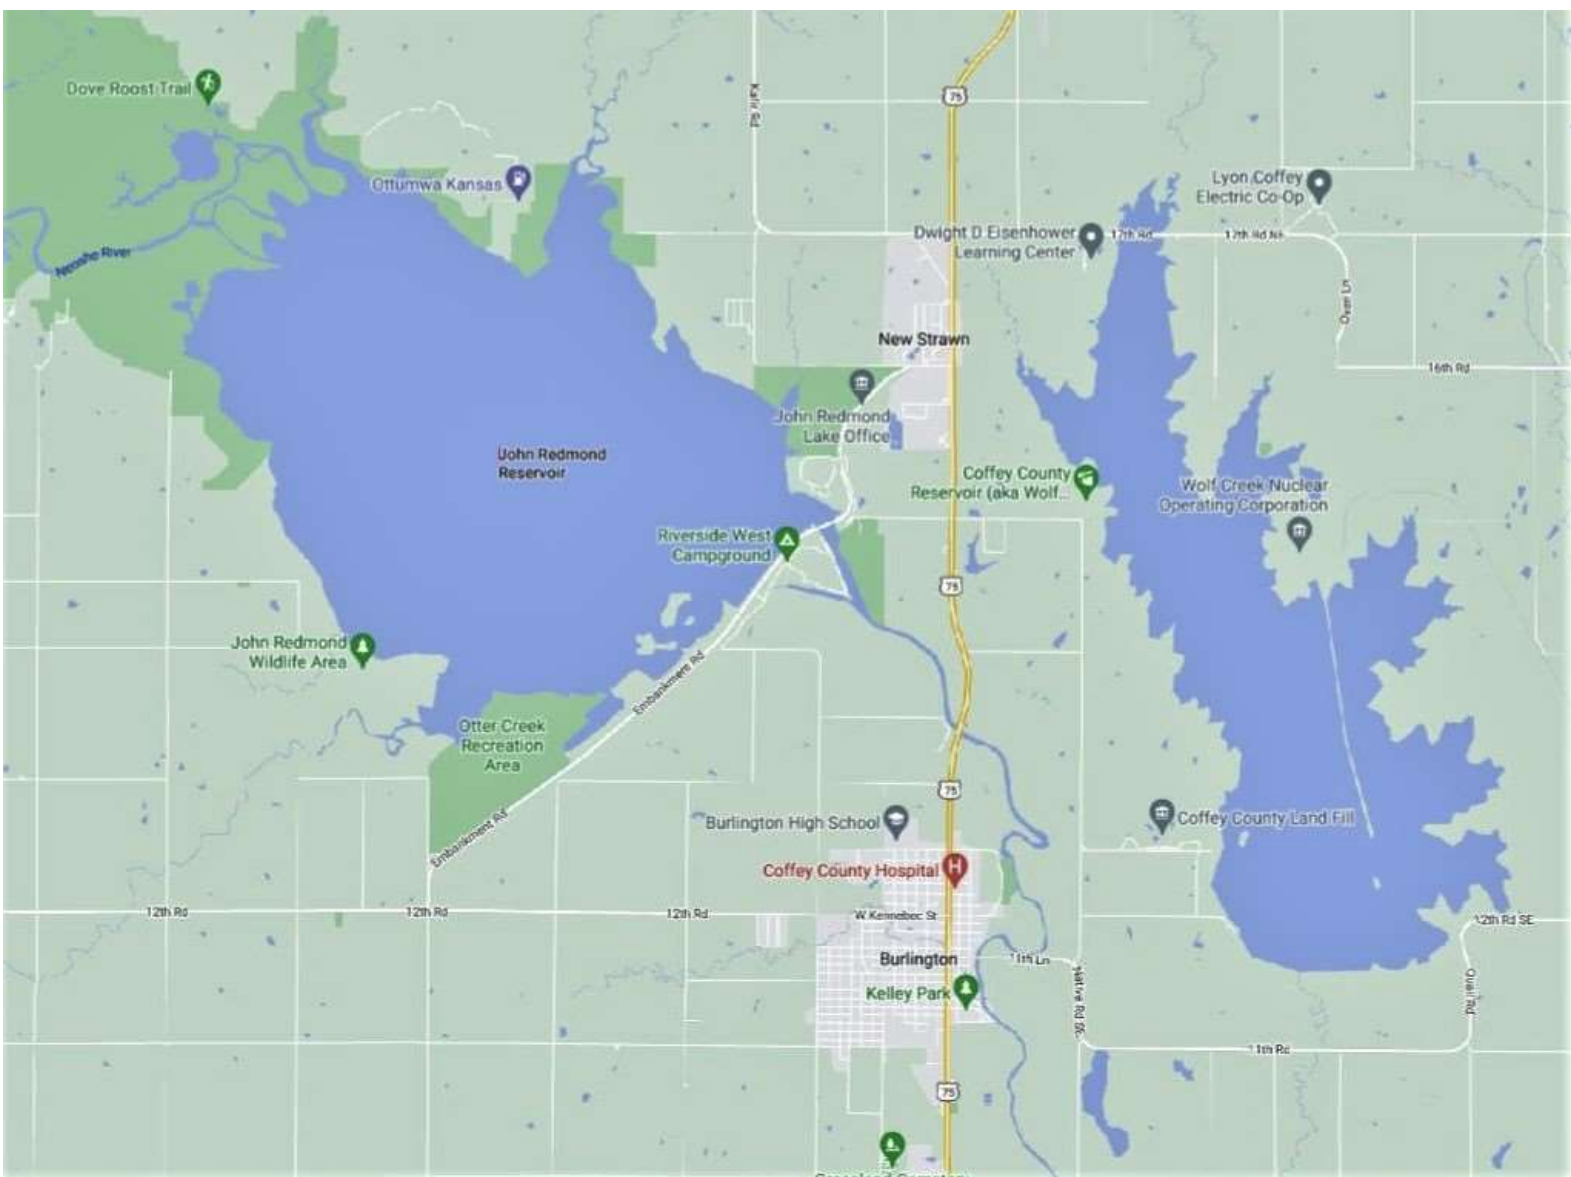 75
Dove Roost Trail
Kafir Rd
Ottumwa Kansas
Lyon Coffey
Electric Co-Op
Dwight D Eisenhower
Learning Center
17th Rd
17th Rd NE
Neosho River
New Strawn
16th Rd
John Redmond
Lake Office
John Redmond
Reservoir
Coffey County
Reservoir (aka Wolf...
Wolf Creek Nuclear
Operating Corporation
Riverside West
Campground
75
John Redmond
Wildlife Area
Embankment Rd
Otter Creek
Recreation
Area
75
Burlington High School
Coffey County Land Fill
Embankment Rd
Coffey County Hospital
12th Rd
12th Rd
12th Rd
W Kennebec St
12th Rd SE
Burlington
11th Ln
Kelley Park
Native Rd SE
Quail Rd
11th Rd
75